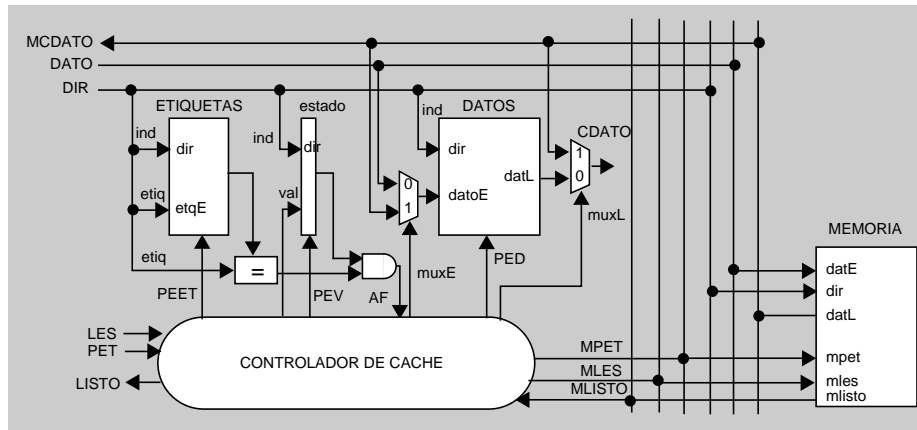 MCDATO
DATO
DIR
ETIQUETAS
estado
DATOS
CDATO
ind
ind
ind
dir
dir
dir
1
0
datL
0
1
datoE
etiq
etqE
val
muxL
MEMORIA
etiq
=
PEET
PEV
AF
muxE
PED
datE
dir
datL
LES
PET
LISTO
CONTROLADOR DE CACHE
MPET
mpet
MLES
mles
MLISTO
mlisto